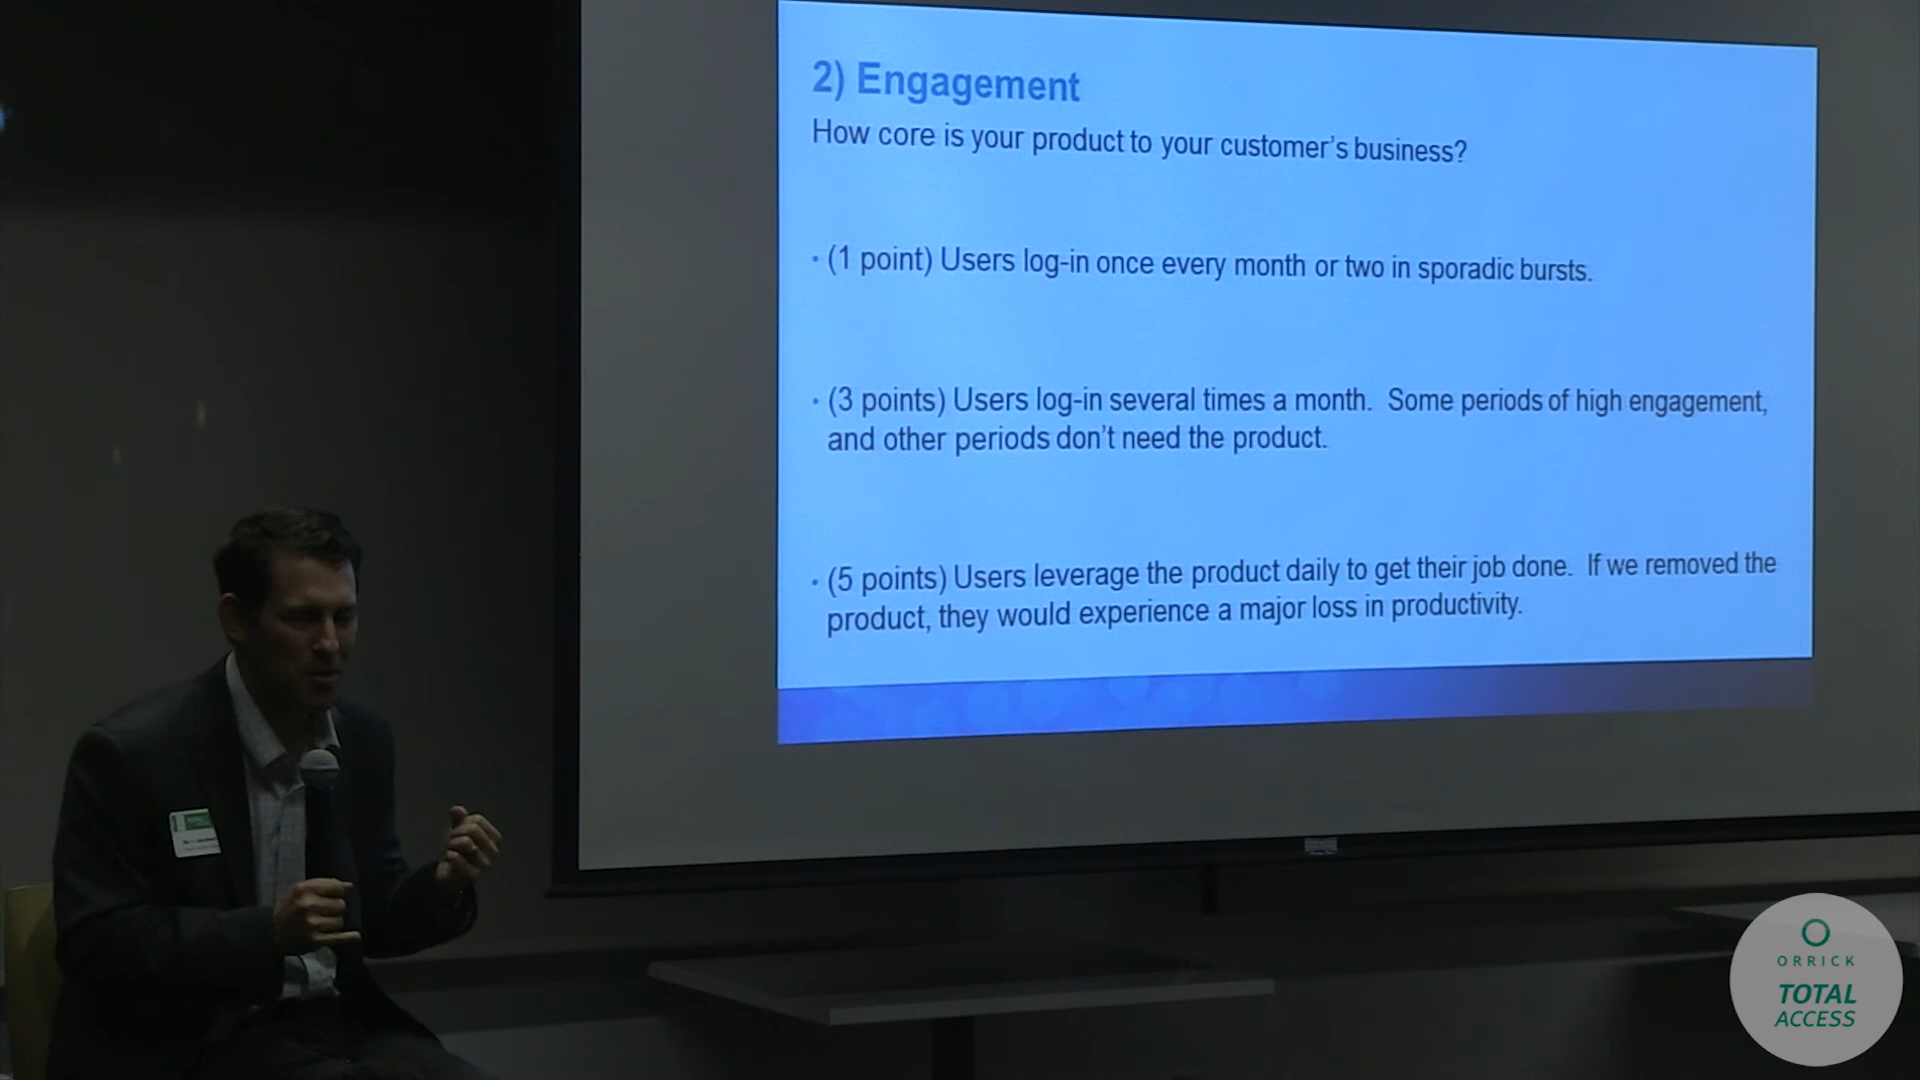 2) Engagement
How core is your product to your customer's business?
• (1 point) Users log-in once every month or two in sporadic bursts.
• (3 points) Users log-in several times a month. Some periods of high engagement,
and other periods don't need the product.
• (5 points) Users leverage the product daily to get their job done. If we removed the
product, they would experience a major loss in productivity.
ORRICK
TOTAL
ACCESS